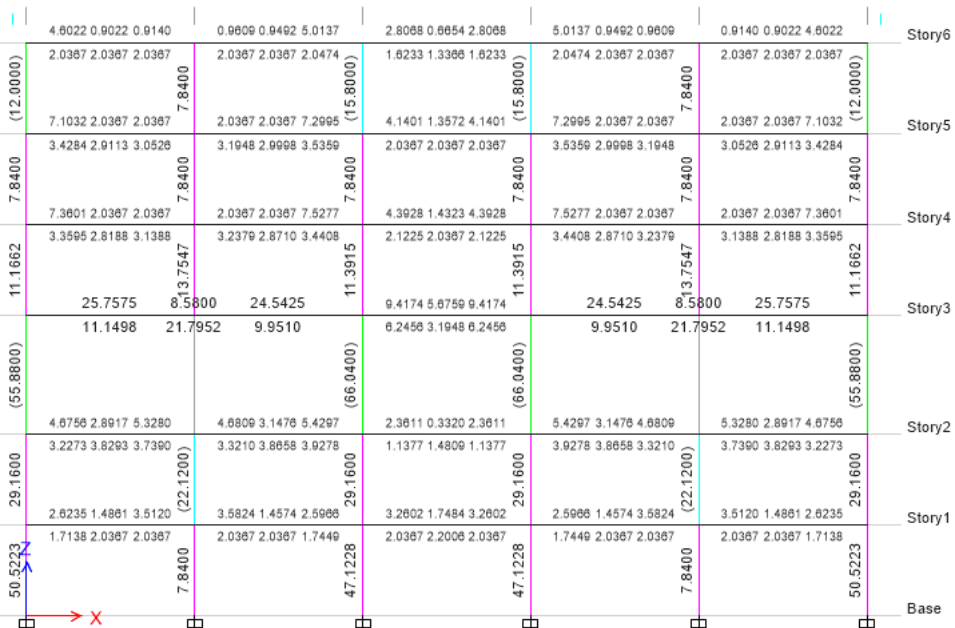 4.6022 0.9022 0.9140 0.9609 0.9492 5.0137 2.8068 0.6654 2.8068 5.0137 0.9492 0.9609 0.9140 0.9022 4.6022
Story6
2.0367 2.0367 2.0367 2.0367 2.0367 2.0474 1.6233 1.3366 1.6233 2.0474 2.0367 2.0367 2.0367 2.0367 2.0367
(12.0000) 7.8400 (15.8000) (15.8000) 7.8400 (12.0000)
7.1032 2.0367 2.0367 2.0367 2.0367 7.2995 4.1401 1.3572 4.1401 7.2995 2.0367 2.0367 2.0367 2.0367 7.1032
Story5
3.4284 2.9113 3.0526 3.1948 2.9998 3.5359 2.0367 2.0367 2.0367 3.5359 2.9998 3.1948 3.0526 2.9113 3.4284
7.8400 7.8400 7.8400 7.8400 7.8400 7.8400
7.3601 2.0367 2.0367 2.0367 2.0367 7.5277 4.3928 1.4323 4.3928 7.5277 2.0367 2.0367 2.0367 2.0367 7.3601
Story4
3.3595 2.8188 3.1388 3.2379 2.8710 3.4408 2.1225 2.0367 2.1225 3.4408 2.8710 3.2379 3.1388 2.8188 3.3595
11.1662 13.7547 11.3915 11.3915 13.7547 11.1662
25.7575 8.5800 24.5425 9.4174 5.6759 9.4174 24.5425 8.5800 25.7575
Story3
11.1498 21.7952 9.9510 6.2456 3.1948 6.2456 9.9510 21.7952 11.1498
(55.8800) (66.0400) (66.0400) (55.8800)
4.6756 2.8917 5.3280 4.6809 3.1476 5.4297 2.3611 0.3320 2.3611 5.4297 3.1476 4.6809 5.3280 2.8917 4.6756
Story2
3.2273 3.8293 3.7390 3.3210 3.8658 3.9278 1.1377 1.4809 1.1377 3.9278 3.8658 3.3210 3.7390 3.8293 3.2273
29.1600 (22.1200) 29.1600 29.1600 (22.1200) 29.1600
2.6235 1.4861 3.5120 3.5824 1.4574 2.5966 3.2602 1.7484 3.2602 2.5966 1.4574 3.5824 3.5120 1.4861 2.6235
Story1
1.7138 2.0367 2.0367 2.0367 2.0367 1.7449 2.0367 2.2006 2.0367 1.7449 2.0367 2.0367 2.0367 2.0367 1.7138
50.5223 7.8400 47.1228 47.1228 7.8400 50.5223
Z
Base
X